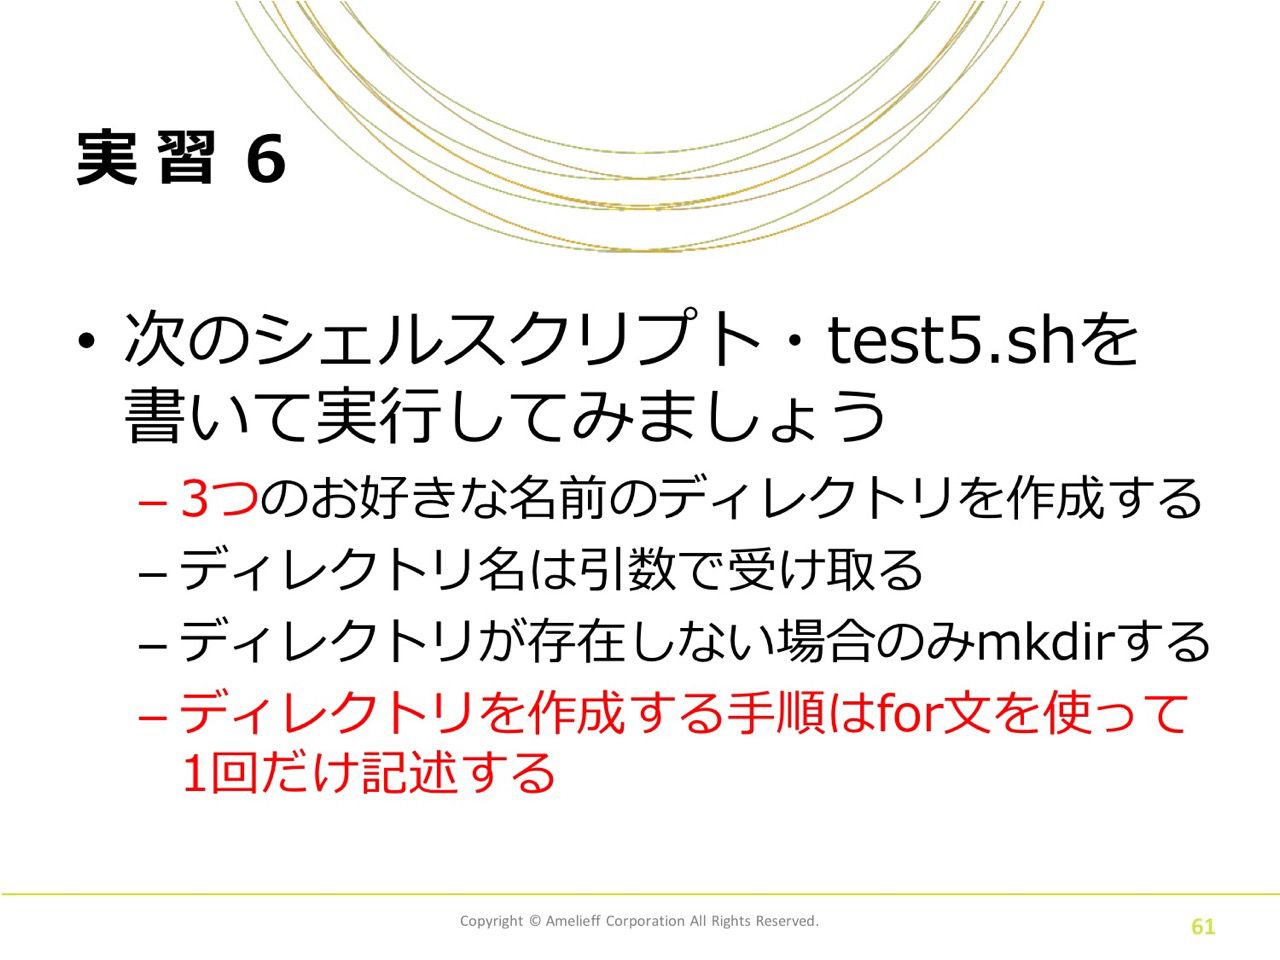 実習6
• 次のシェルスクリプト・test5.shを
書いて実行してみましょう
– 3つのお好きな名前のディレクトリを作成する
– ディレクトリ名は引数で受け取る
– ディレクトリが存在しない場合のみmkdirする
– ディレクトリを作成する手順はfor文を使って
1回だけ記述する
Copyright © Amelieff Corporation All Rights Reserved.
61